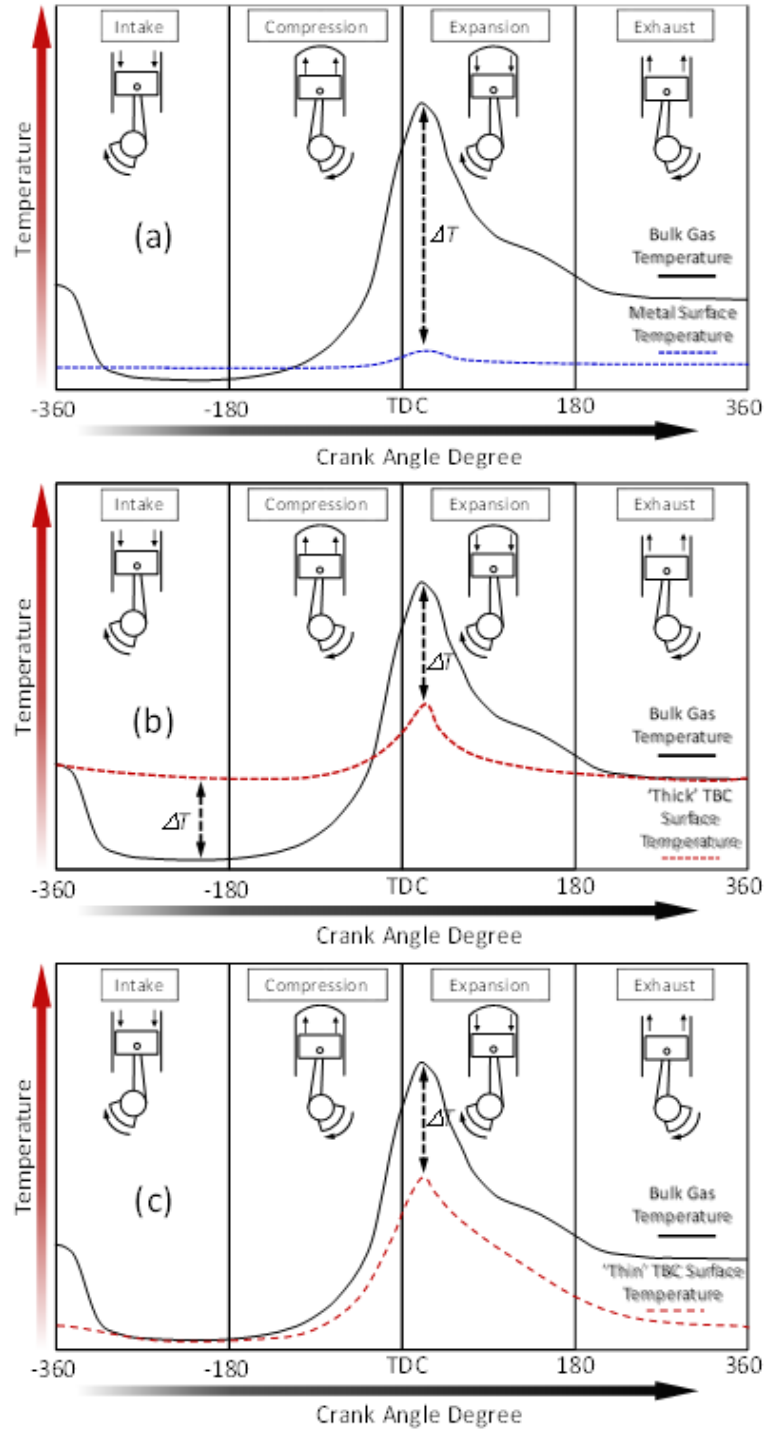 Intake
Compression
Expansion
Exhaust
Temperature
(a)
ΔT
Bulk Gas
Temperature
Metal Surface
Temperature
-360
-180
TDC
180
360
Crank Angle Degree
Intake
Compression
Expansion
Exhaust
Temperature
(b)
ΔT
ΔT
Bulk Gas
Temperature
'Thick' TBC
Surface
Temperature
-360
-180
TDC
180
360
Crank Angle Degree
Intake
Compression
Expansion
Exhaust
Temperature
(c)
ΔT
Bulk Gas
Temperature
'Thin' TBC Surface
Temperature
-360
-180
TDC
180
360
Crank Angle Degree